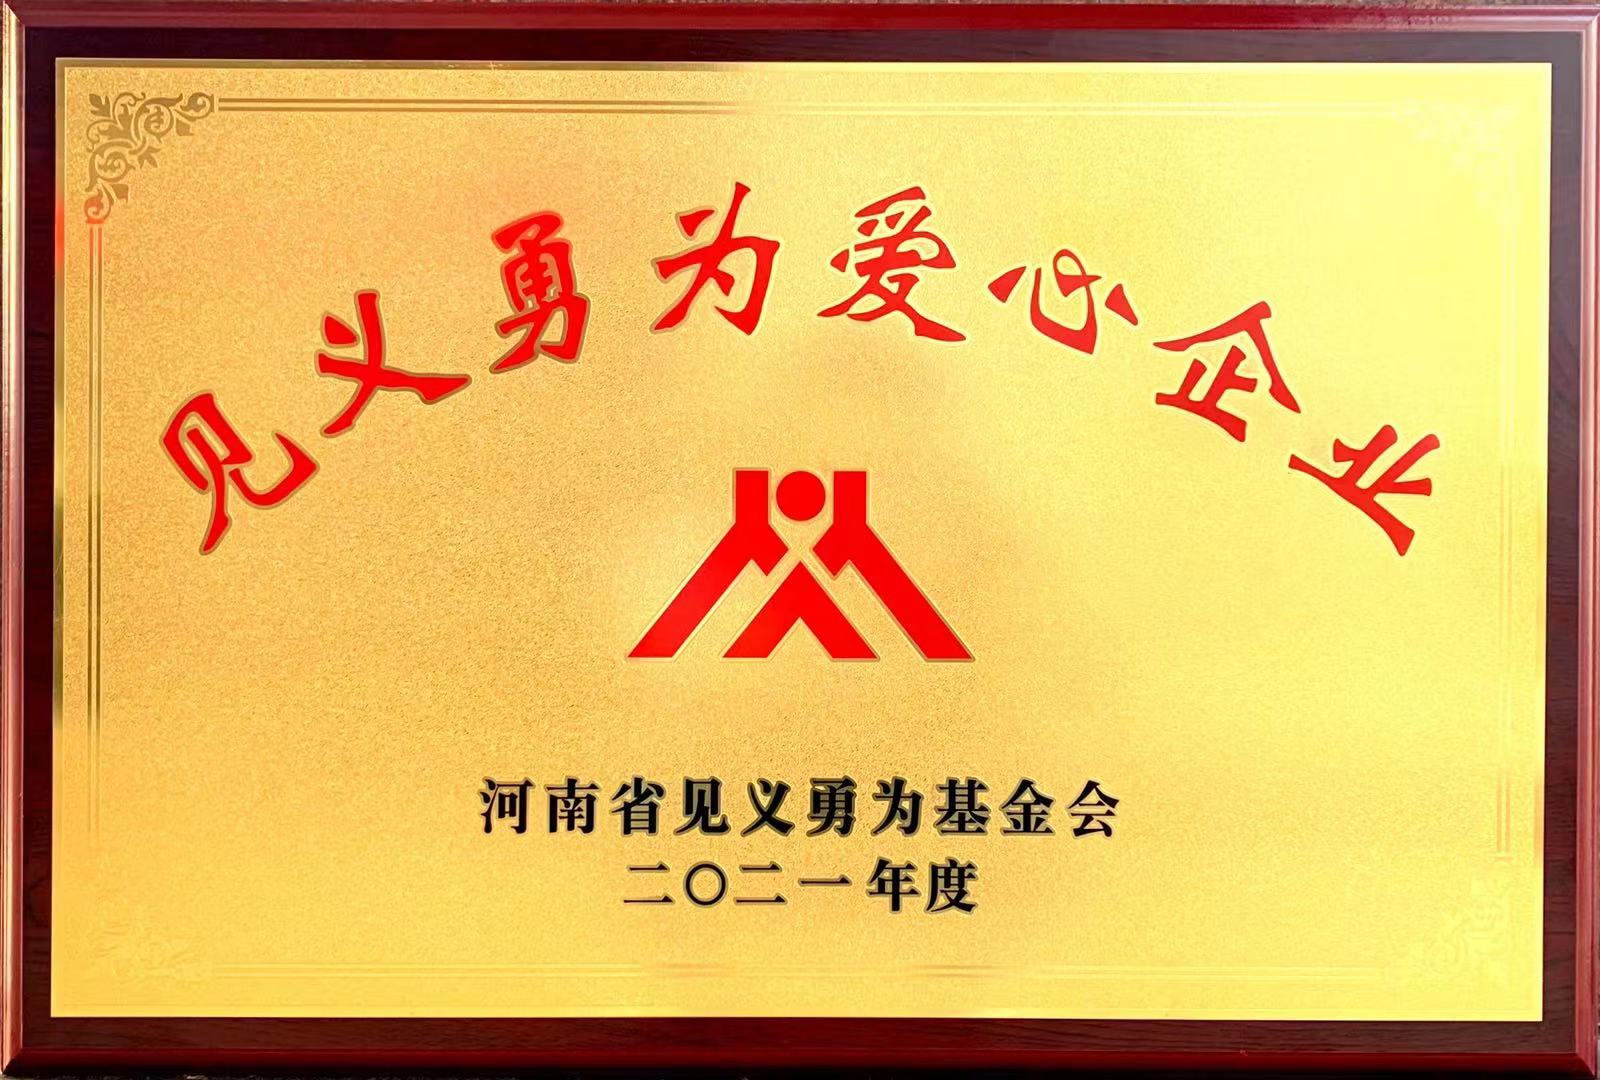 见义勇为爱心企业
河南省见义勇为基金会
二〇二一年度